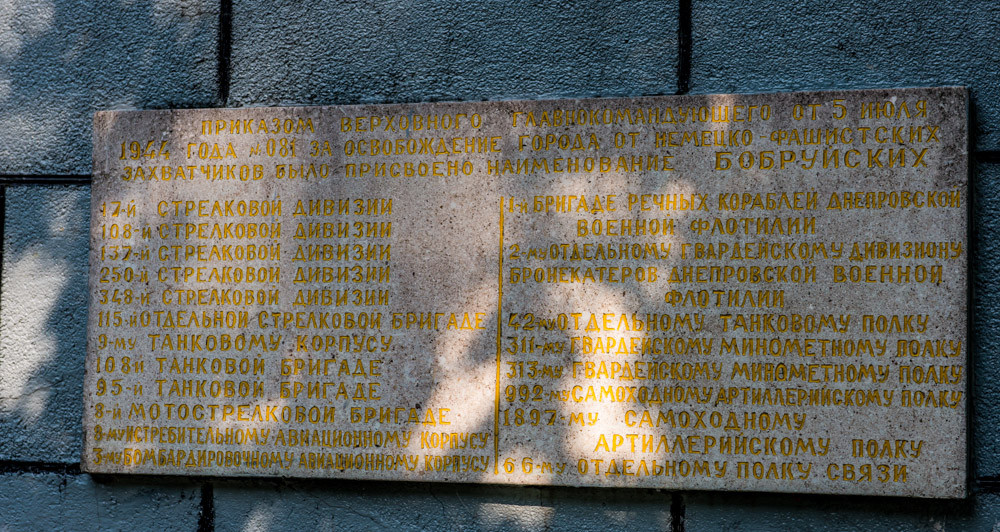 ПРИКАЗОМ ВЕРХОВНОГО ГЛАВНОКОМАНДУЮЩЕГО ОТ 5 ИЮЛЯ
1944 ГОДА №081 ЗА ОСВОБОЖДЕНИЕ ГОРОДА ОТ НЕМЕЦКО ФАШИСТСКИХ
ЗАХВАТЧИКОВ БЫЛО ПРИСВОЕНО НАИМЕНОВАНИЕ БОБРУЙСКИХ
17-Й СТРЕЛКОВОЙ ДИВИЗИИ
108-Й СТРЕЛКОВОЙ ДИВИЗИИ
137-Й СТРЕЛКОВОЙ ДИВИЗИИ
250-Й СТРЕЛКОВОЙ ДИВИЗИИ
348-Й СТРЕЛКОВОЙ ДИВИЗИИ
115-Й ОТДЕЛЬНОЙ СТРЕЛКОВОЙ БРИГАДЕ
9-МУ ТАНКОВОМУ КОРПУСУ
108-Й ТАНКОВОЙ БРИГАДЕ
95-Й ТАНКОВОЙ БРИГАДЕ
8-Й МОТОСТРЕЛКОВОЙ БРИГАДЕ
8-МУ ИСТРЕБИТЕЛЬНОМУ АВИАЦИОННОМУ КОРПУСУ
3-МУ БОМБАРДИРОВОЧНОМУ АВИАЦИОННОМУ КОРПУСУ
1-Й БРИГАДЕ РЕЧНЫХ КОРАБЛЕЙ ДНЕПРОВСКОЙ
ВОЕННОЙ ФЛОТИЛИИ
2-МУ ОТДЕЛЬНОМУ ГВАРДЕЙСКОМУ ДИВИЗИОНУ
БРОНЕКАТЕРОВ ДНЕПРОВСКОЙ ВОЕННОЙ
ФЛОТИЛИИ
42-МУ ОТДЕЛЬНОМУ ТАНКОВОМУ ПОЛКУ
311-МУ ГВАРДЕЙСКОМУ МИНОМЕТНОМУ ПОЛКУ
313-МУ ГВАРДЕЙСКОМУ МИНОМЕТНОМУ ПОЛКУ
992-МУ САМОХОДНОМУ АРТИЛЛЕРИЙСКОМУ ПОЛКУ
1897-МУ САМОХОДНОМУ
АРТИЛЛЕРИЙСКОМУ ПОЛКУ
66-МУ ОТДЕЛЬНОМУ ПОЛКУ СВЯЗИ